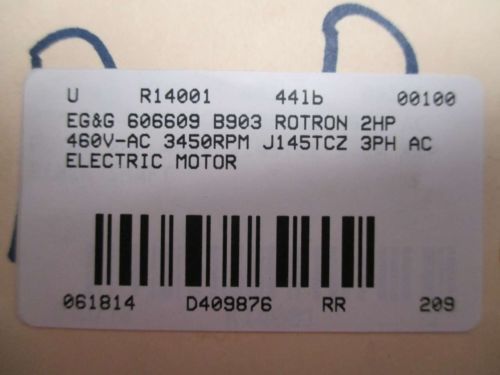 U R14001 44lb 00100
EG&G 606609 B903 ROTRON 2HP
460V-AC 3450RPM J145TCZ 3PH AC
ELECTRIC MOTOR
061814 D409876 RR 209